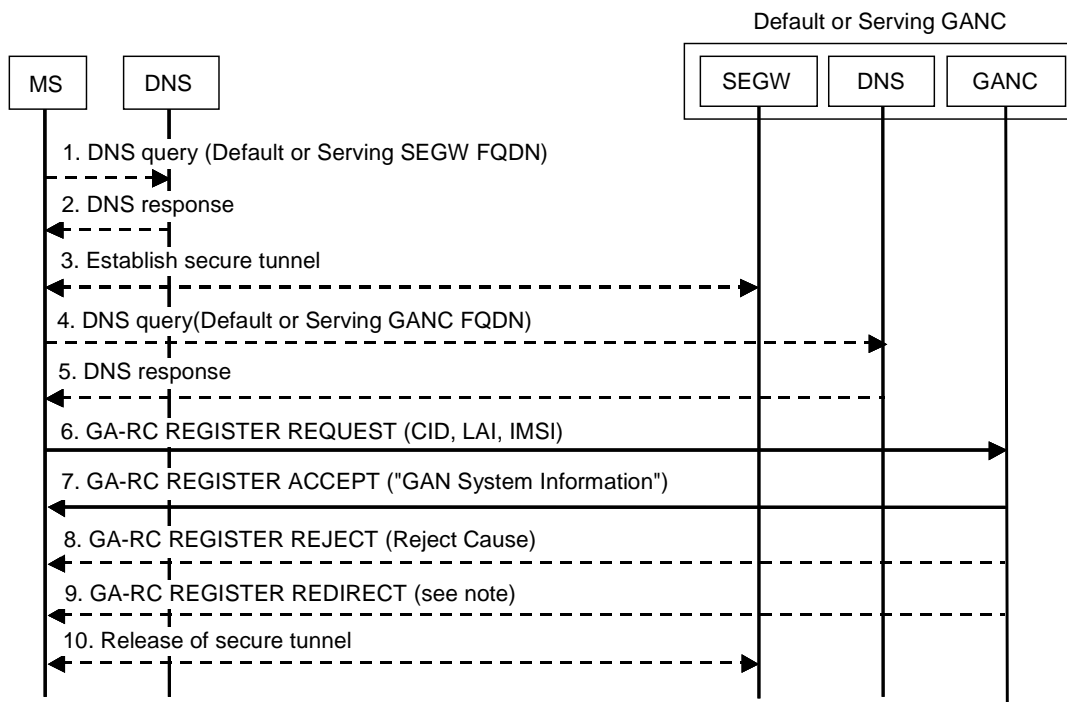 Default or Serving GANC
MS
DNS
SEGW
DNS
GANC
1. DNS query (Default or Serving SEGW FQDN)
2. DNS response
3. Establish secure tunnel
4. DNS query(Default or Serving GANC FQDN)
5. DNS response
6. GA-RC REGISTER REQUEST (CID, LAI, IMSI)
7. GA-RC REGISTER ACCEPT ("GAN System Information")
8. GA-RC REGISTER REJECT (Reject Cause)
9. GA-RC REGISTER REDIRECT (see note)
10. Release of secure tunnel